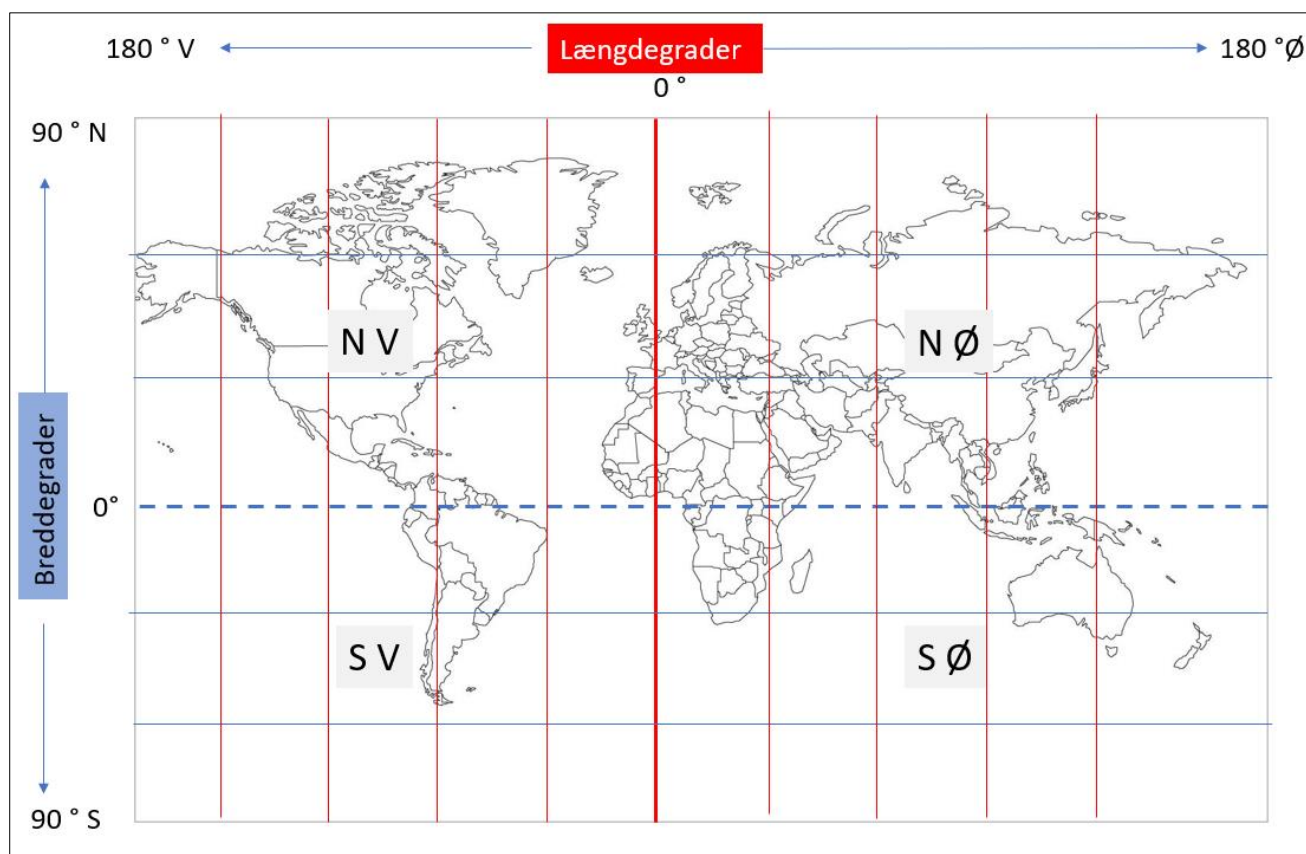 180 ° V
Længdegrader
180 °Ø
0 °
90 ° N
N V
N Ø
Breddegrader
0°
S V
S Ø
90 ° S